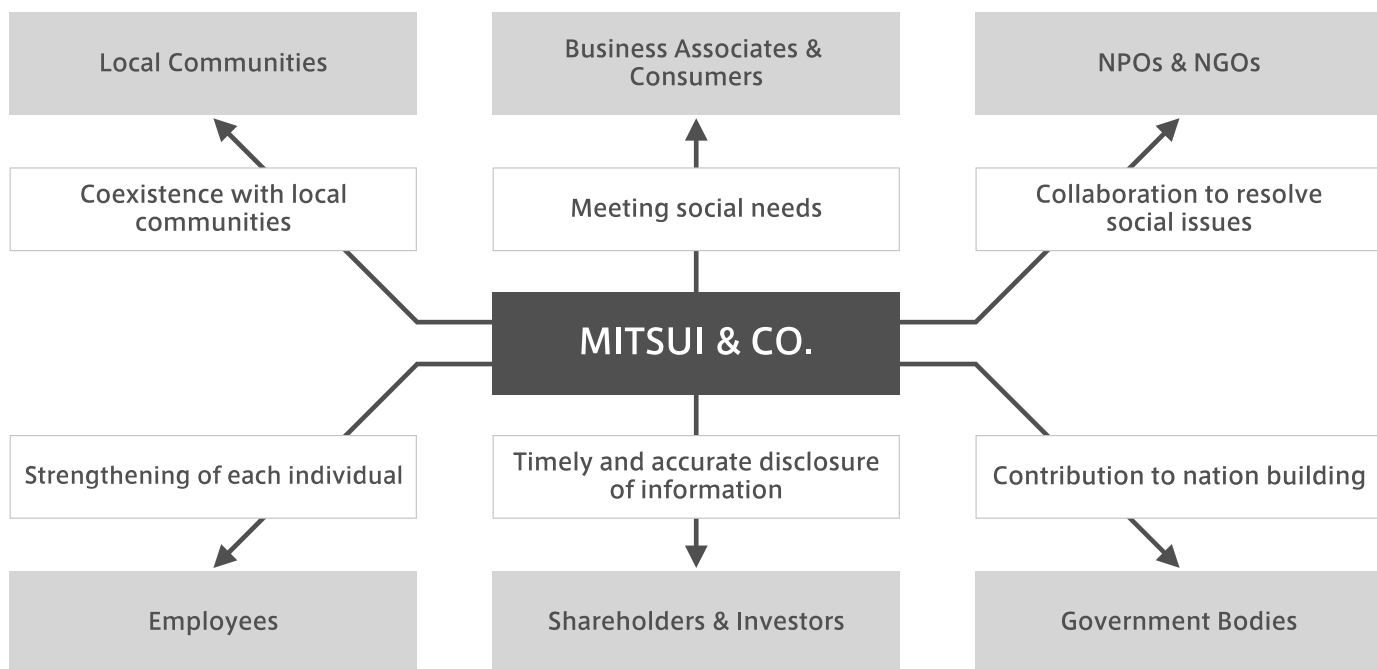 Local Communities
Business Associates &
Consumers
NPOs & NGOs
Coexistence with local
communities
Meeting social needs
Collaboration to resolve
social issues
MITSUI & CO.
Strengthening of each individual
Timely and accurate disclosure
of information
Contribution to nation building
Employees
Shareholders & Investors
Government Bodies